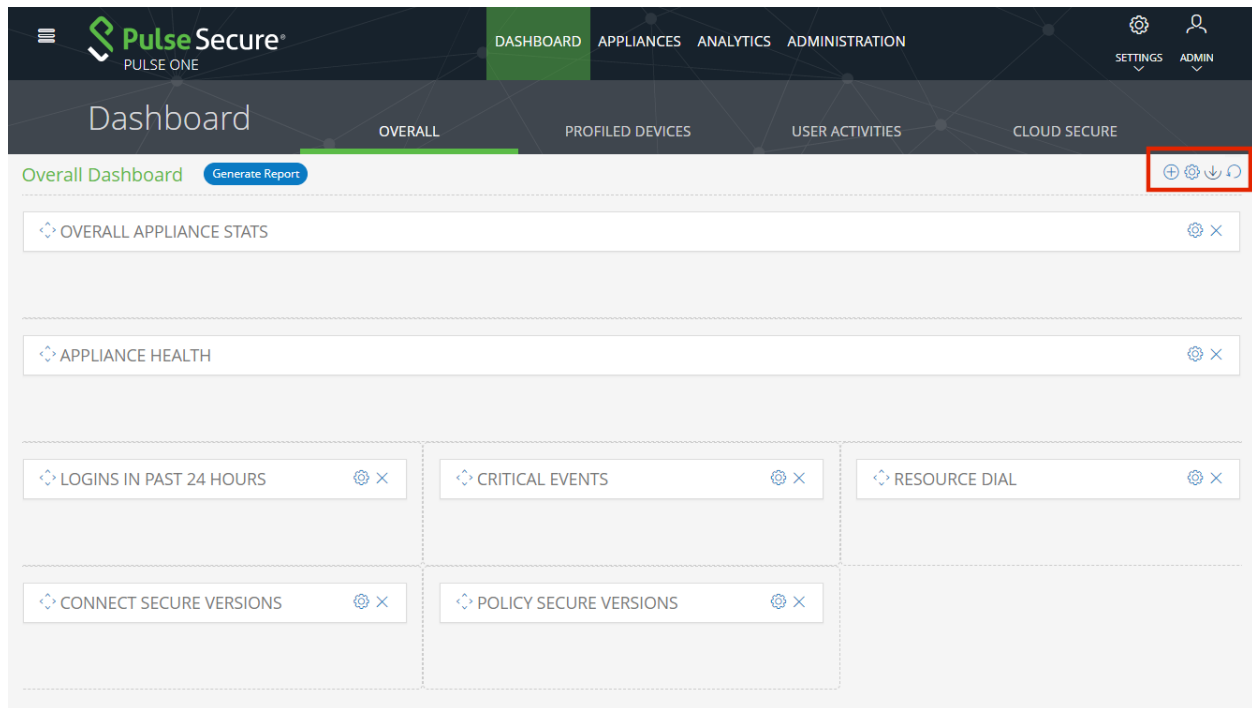 Pulse Secure®
PULSE ONE
DASHBOARD APPLIANCES ANALYTICS ADMINISTRATION
SETTINGS ADMIN
Dashboard
OVERALL PROFILED DEVICES USER ACTIVITIES CLOUD SECURE
Overall Dashboard Generate Report
OVERALL APPLIANCE STATS
APPLIANCE HEALTH
LOGINS IN PAST 24 HOURS CRITICAL EVENTS RESOURCE DIAL
CONNECT SECURE VERSIONS POLICY SECURE VERSIONS